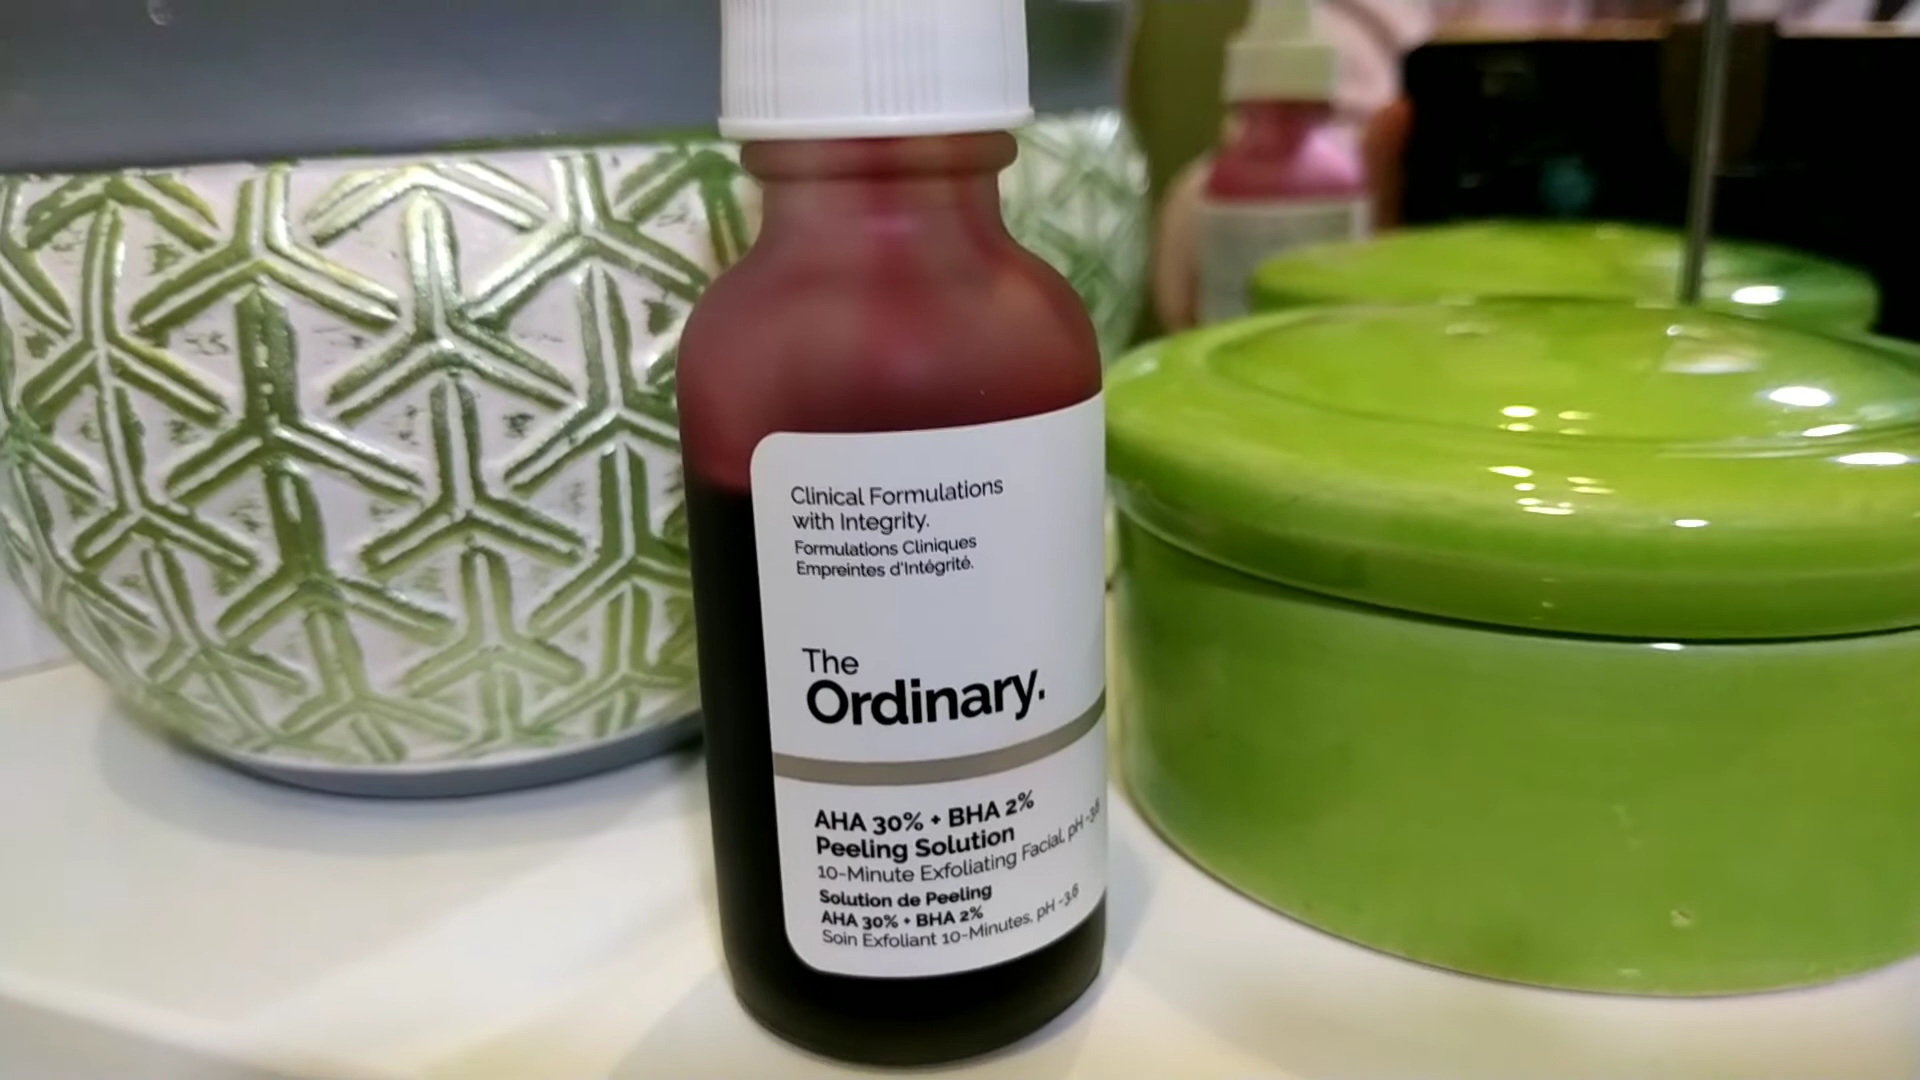 Clinical Formulations
with Integrity.
Formulations Cliniques
Empreintes d'Intégrité.
The
Ordinary.
AHA 30% + BHA 2%
Peeling Solution
10-Minute Exfoliating Facial, pH ~3.6
Solution de Peeling
AHA 30% + BHA 2%
Soin Exfoliant 10-Minutes, pH ~3.6